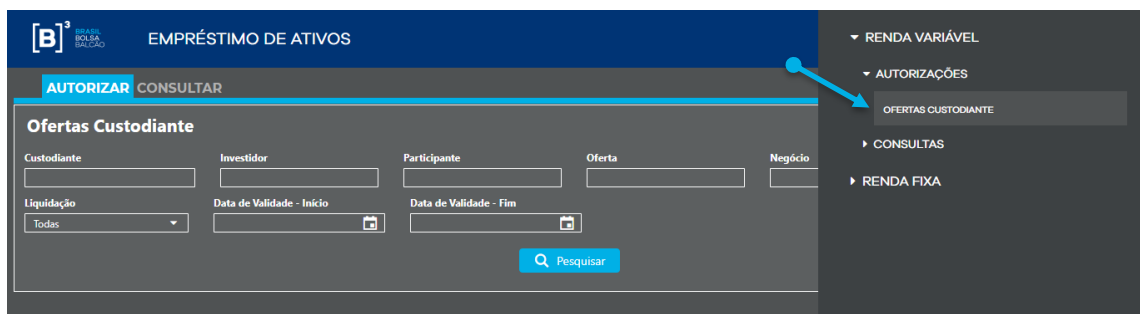 [B]³ BRASIL BOLSA BALCÃO
EMPRÉSTIMO DE ATIVOS
AUTORIZAR CONSULTAR
Ofertas Custodiante
Custodiante Investidor Participante Oferta Negócio
Liquidação Data de Validade - Início Data de Validade - Fim
Todas
Pesquisar
RENDA VARIÁVEL
AUTORIZAÇÕES
OFERTAS CUSTODIANTE
CONSULTAS
RENDA FIXA